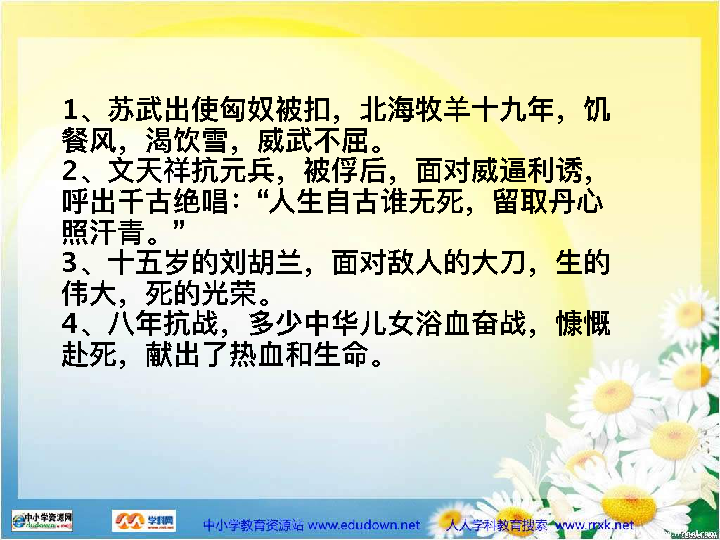 1、苏武出使匈奴被扣，北海牧羊十九年，饥
餐风，渴饮雪，威武不屈。
2、文天祥抗元兵，被俘后，面对威逼利诱，
呼出千古绝唱：“人生自古谁无死，留取丹心
照汗青。”
3、十五岁的刘胡兰，面对敌人的大刀，生的
伟大，死的光荣。
4、八年抗战，多少中华儿女浴血奋战，慷慨
赴死，献出了热血和生命。
中小学资源网
学科网
中小学教育资源站 www.edudown.net
人人学科教育搜索 www.rrxk.net